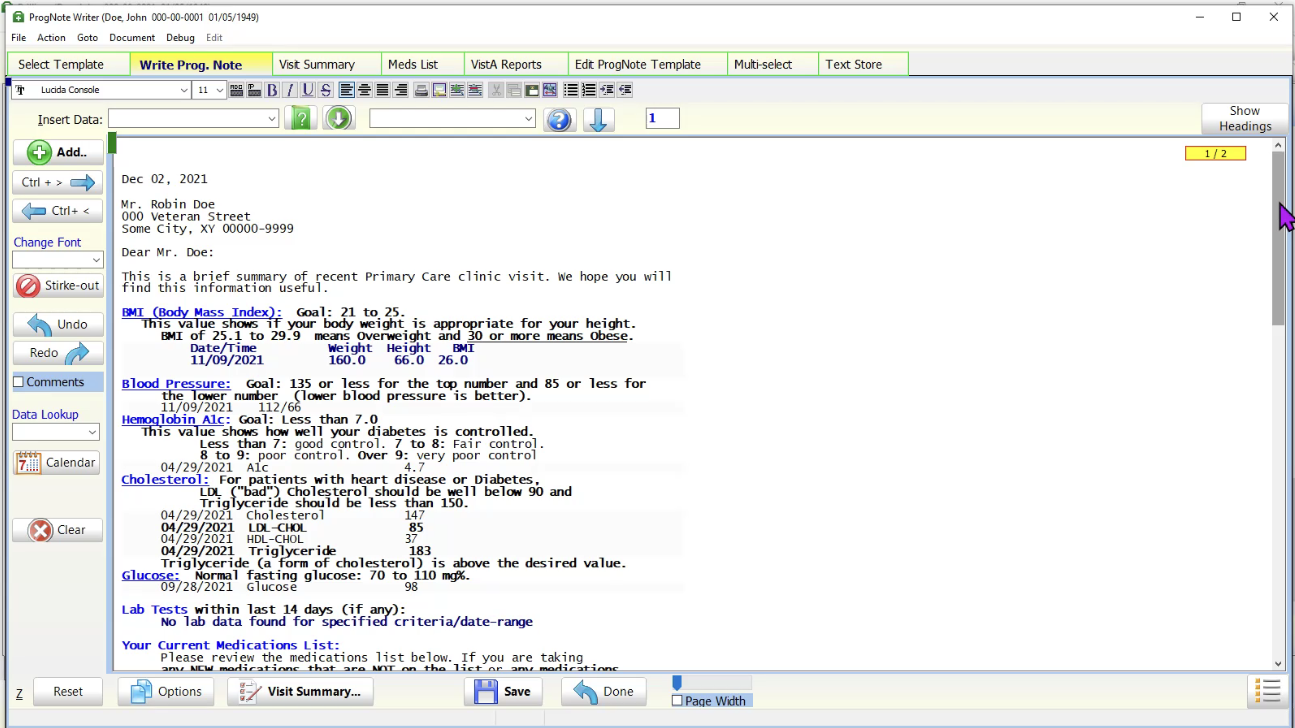 ProgNote Writer (Doe, John 000-00-0001 01/05/1949)
File Action Goto Document Debug Edit
Select Template Write Prog. Note Visit Summary Meds List VistA Reports Edit ProgNote Template Multi-select Text Store
Lucida Console 11 B I U S
Insert Data: 1 Show Headings
Add..
Ctrl + >
Ctrl+ <
Change Font
Stirke-out
Undo
Redo
Comments
Data Lookup
Calendar
Clear
1 / 2
Dec 02, 2021
Mr. Robin Doe
000 Veteran Street
Some City, XY 00000-9999
Dear Mr. Doe:
This is a brief summary of recent Primary Care clinic visit. We hope you will
find this information useful.
BMI (Body Mass Index): Goal: 21 to 25.
This value shows if your body weight is appropriate for your height.
BMI of 25.1 to 29.9 means Overweight and 30 or more means Obese.
Date/Time Weight Height BMI
11/09/2021 160.0 66.0 26.0
Blood Pressure: Goal: 135 or less for the top number and 85 or less for
the lower number (lower blood pressure is better).
11/09/2021 112/66
Hemoglobin A1c: Goal: Less than 7.0
This value shows how well your diabetes is controlled.
Less than 7: good control. 7 to 8: Fair control.
8 to 9: poor control. Over 9: very poor control
04/29/2021 A1c 4.7
Cholesterol: For patients with heart disease or Diabetes,
LDL ("bad") Cholesterol should be well below 90 and
Triglyceride should be less than 150.
04/29/2021 Cholesterol 147
04/29/2021 LDL-CHOL 85
04/29/2021 HDL-CHOL 37
04/29/2021 Triglyceride 183
Triglyceride (a form of cholesterol) is above the desired value.
Glucose: Normal fasting glucose: 70 to 110 mg%.
09/28/2021 Glucose 98
Lab Tests within last 14 days (if any):
No lab data found for specified criteria/date-range
Your Current Medications List:
Please review the medications list below. If you are taking
any NEW medications that are NOT on the list or any medications
Z Reset Options Visit Summary... Save Done Page Width